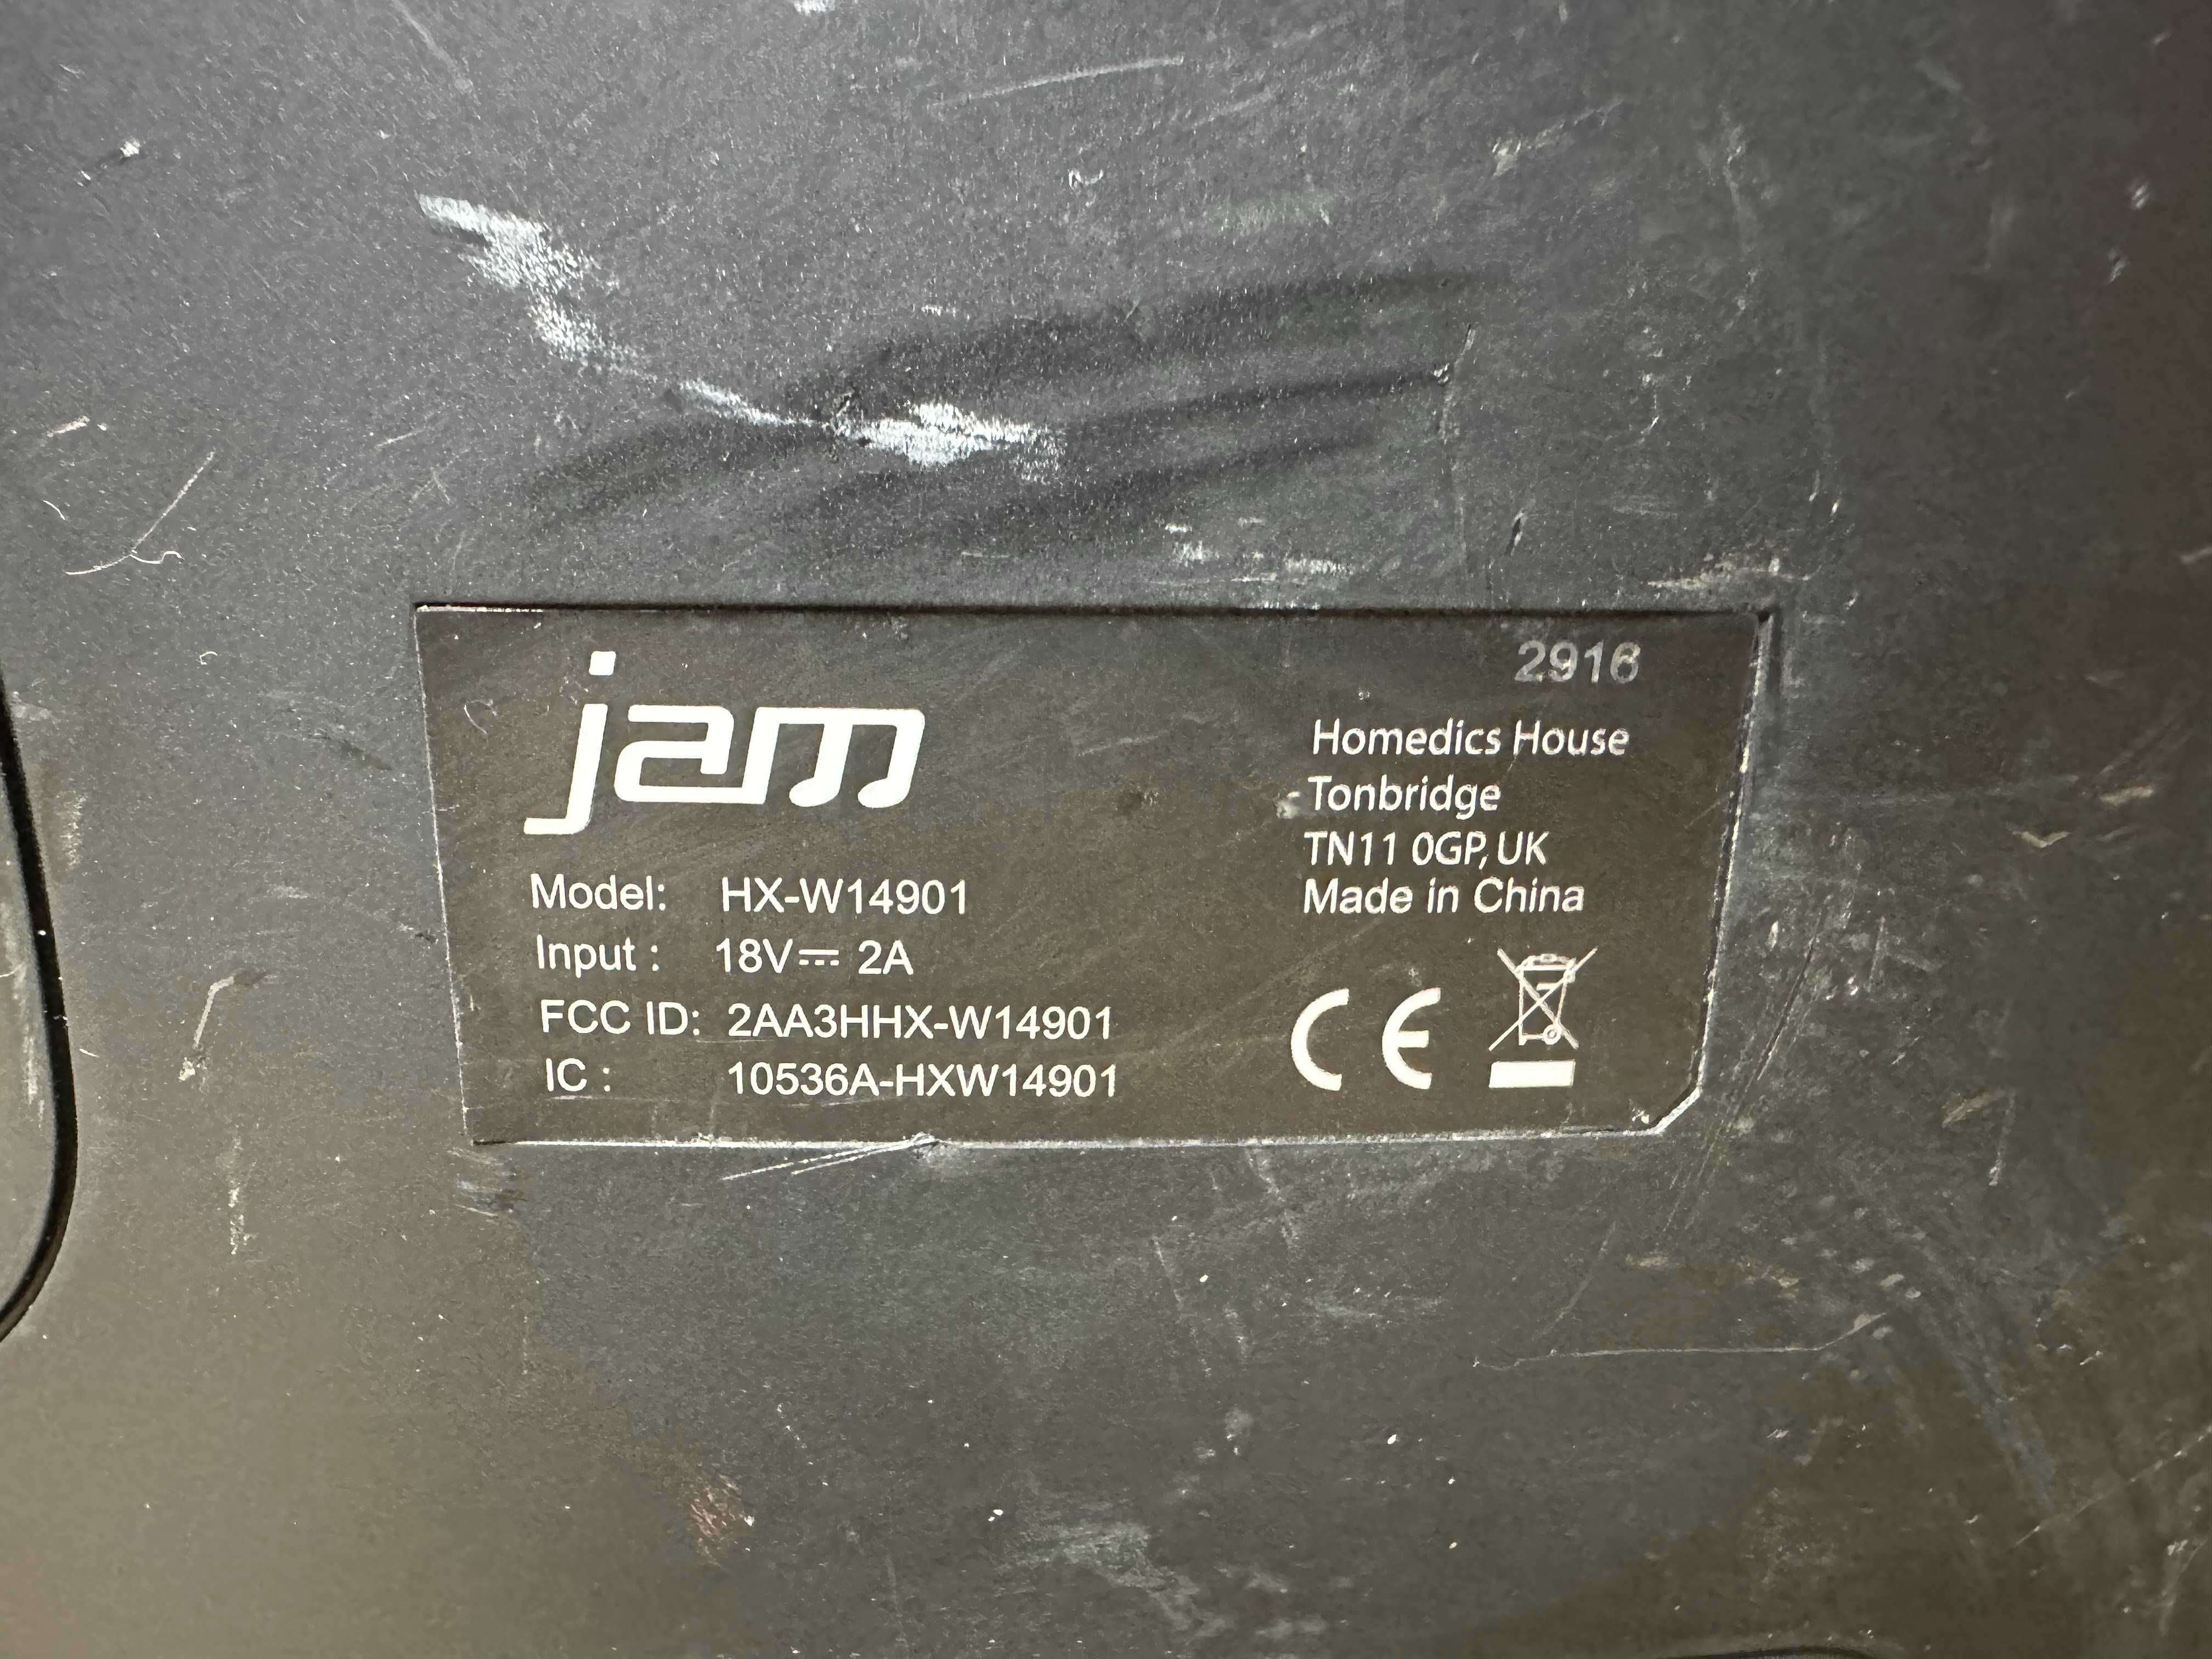 jam
Model: HX-W14901
Input : 18V⎓ 2A
FCC ID: 2AA3HHX-W14901
IC : 10536A-HXW14901
2916
Homedics House
Tonbridge
TN11 0GP, UK
Made in China
CE